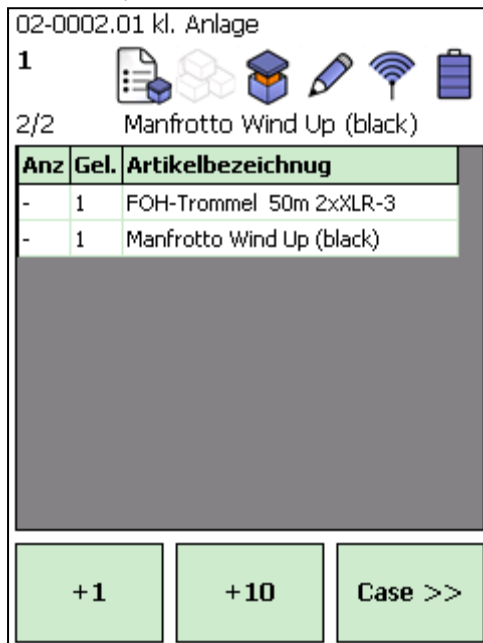 02-0002.01 kl. Anlage
1
2/2 Manfrotto Wind Up (black)
Anz Gel. Artikelbezeichnug
- 1 FOH-Trommel 50m 2xXLR-3
- 1 Manfrotto Wind Up (black)
+1 +10 Case >>